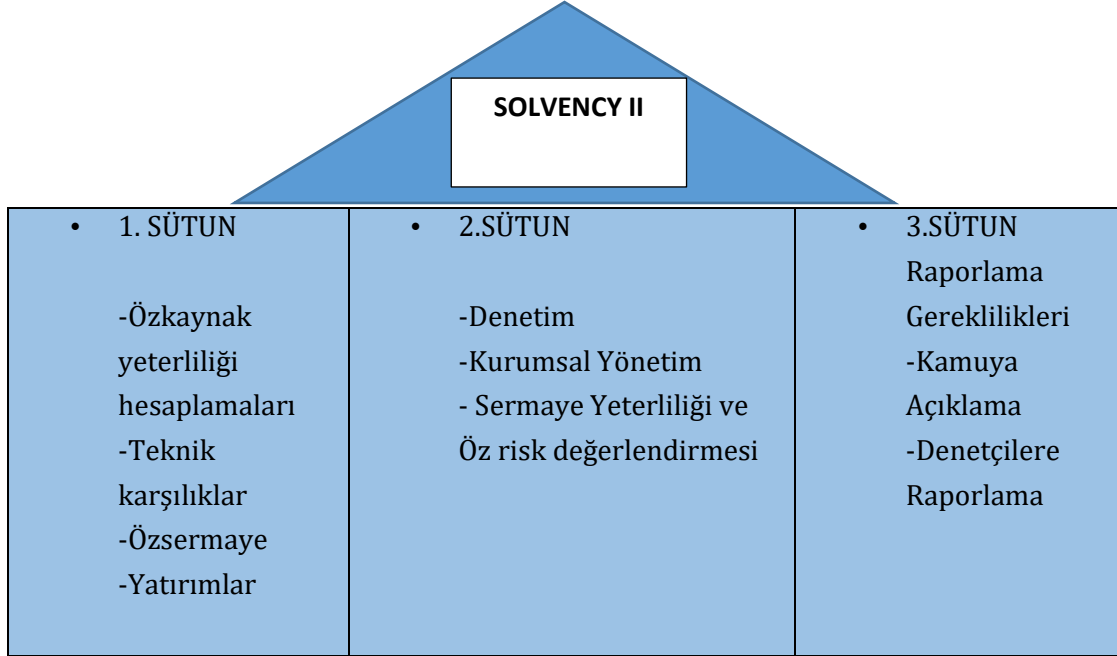 SOLVENCY II
• 1. SÜTUN
-Özkaynak
yeterliliği
hesaplamaları
-Teknik
karşılıklar
-Özsermaye
-Yatırımlar
• 2.SÜTUN
-Denetim
-Kurumsal Yönetim
- Sermaye Yeterliliği ve
Öz risk değerlendirmesi
• 3.SÜTUN
Raporlama
Gereklilikleri
-Kamuya
Açıklama
-Denetçilere
Raporlama